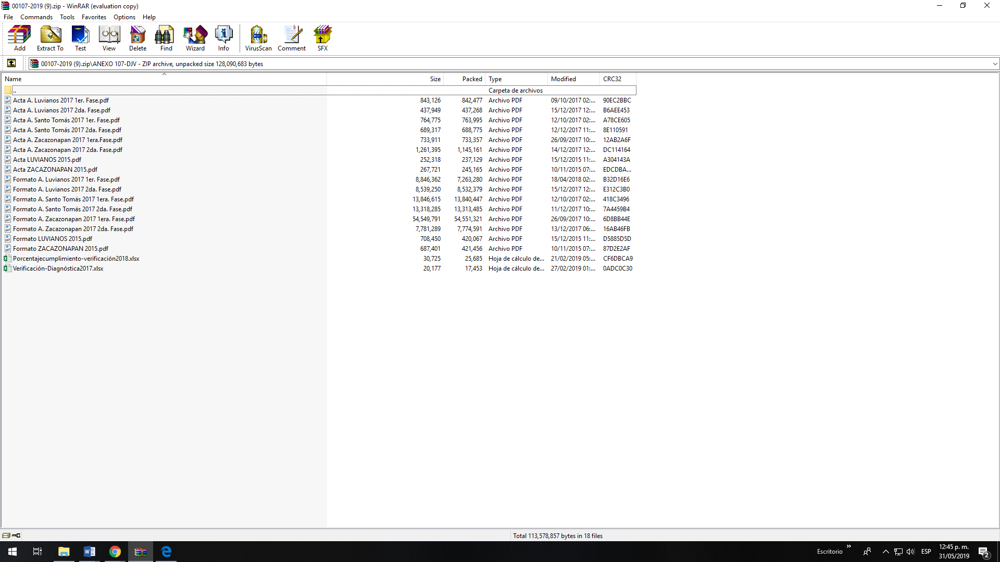 00107-2019 (9).zip - WinRAR (evaluation copy)
File Commands Tools Favorites Options Help
Add Extract To Test View Delete Find Wizard Info VirusScan Comment SFX
00107-2019 (9).zip\ANEXO 107-DJV - ZIP archive, unpacked size 128,090,683 bytes
Name Size Packed Type Modified CRC32
.. Carpeta de archivos
Acta A. Luvianos 2017 1er. Fase.pdf 843,126 842,477 Archivo PDF 09/10/2017 02:... 90EC2BBC
Acta A. Luvianos 2017 2da. Fase.pdf 437,949 437,268 Archivo PDF 15/12/2017 12:... B6AEE453
Acta A. Santo Tomás 2017 1er. Fase.pdf 764,775 763,995 Archivo PDF 12/10/2017 02:... A78CE605
Acta A. Santo Tomás 2017 2da. Fase.pdf 689,317 688,775 Archivo PDF 12/12/2017 11:... 8E110591
Acta A. Zacazonapan 2017 1era.Fase.pdf 733,911 733,357 Archivo PDF 26/09/2017 10:... 12AB2A6F
Acta A. Zacazonapan 2017 2da. Fase.pdf 1,261,395 1,145,161 Archivo PDF 14/12/2017 12:... DC114164
Acta LUVIANOS 2015.pdf 252,318 237,129 Archivo PDF 15/12/2015 11:... A304143A
Acta ZACAZONAPAN 2015.pdf 267,721 245,165 Archivo PDF 10/11/2015 07:... EDCDBA...
Formato A. Luvianos 2017 1er. Fase.pdf 8,846,362 7,263,280 Archivo PDF 18/04/2018 02:... B32D16E6
Formato A. Luvianos 2017 2da. Fase.pdf 8,539,250 8,532,379 Archivo PDF 15/12/2017 12:... E312C3B0
Formato A. Santo Tomás 2017 1era. Fase.pdf 13,846,615 13,840,447 Archivo PDF 12/10/2017 02:... 418C3496
Formato A. Santo Tomás 2017 2da. Fase.pdf 13,318,285 13,313,485 Archivo PDF 11/12/2017 10:... 7A4459B4
Formato A. Zacazonapan 2017 1era. Fase.pdf 54,549,791 54,551,321 Archivo PDF 26/09/2017 10:... 6D8BB44E
Formato A. Zacazonapan 2017 2da. Fase.pdf 7,781,289 7,774,591 Archivo PDF 13/12/2017 06:... 16AB46FB
Formato LUVIANOS 2015.pdf 708,450 420,067 Archivo PDF 15/12/2015 11:... D5885D5D
Formato ZACAZONAPAN 2015.pdf 687,401 421,456 Archivo PDF 10/11/2015 07:... 87D2E2AF
Porcentajecumplimiento-verificación2018.xlsx 30,725 25,685 Hoja de cálculo de... 21/02/2019 05:... CF6DBCA9
Verificación-Diagnóstica2017.xlsx 20,177 17,453 Hoja de cálculo de... 27/02/2019 01:... 0ADC0C30
Total 113,578,857 bytes in 18 files
Escritorio » ESP 12:45 p. m.
31/05/2019 2